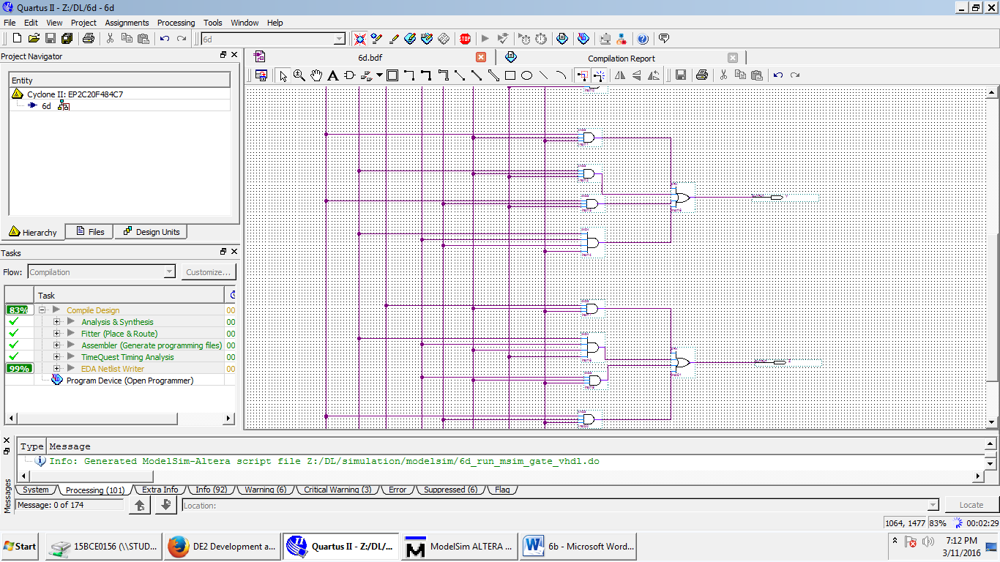 Quartus II - Z:/DL/6d - 6d
File Edit View Project Assignments Processing Tools Window Help
6d
Project Navigator
6d.bdf
Compilation Report
Entity
Cyclone II: EP2C20F484C7
6d
Hierarchy
Files
Design Units
Tasks
Flow: Compilation
Customize...
Task
83% Compile Design 00
Analysis & Synthesis 00
Fitter (Place & Route) 00
Assembler (Generate programming files) 00
TimeQuest Timing Analysis 00
99% EDA Netlist Writer 00
Program Device (Open Programmer)
Messages
Type Message
Info: Generated ModelSim-Altera script file Z:/DL/simulation/modelsim/6d_run_msim_gate_vhdl.do
System Processing (101) Extra Info Info (92) Warning (6) Critical Warning (3) Error Suppressed (6) Flag
Message: 0 of 174
Location:
Locate
1064, 1477 83% 00:02:29
Start
15BCE0156 (\\STUD...
DE2 Development a...
Quartus II - Z:/DL/...
ModelSim ALTERA ...
6b - Microsoft Word...
7:12 PM
3/11/2016